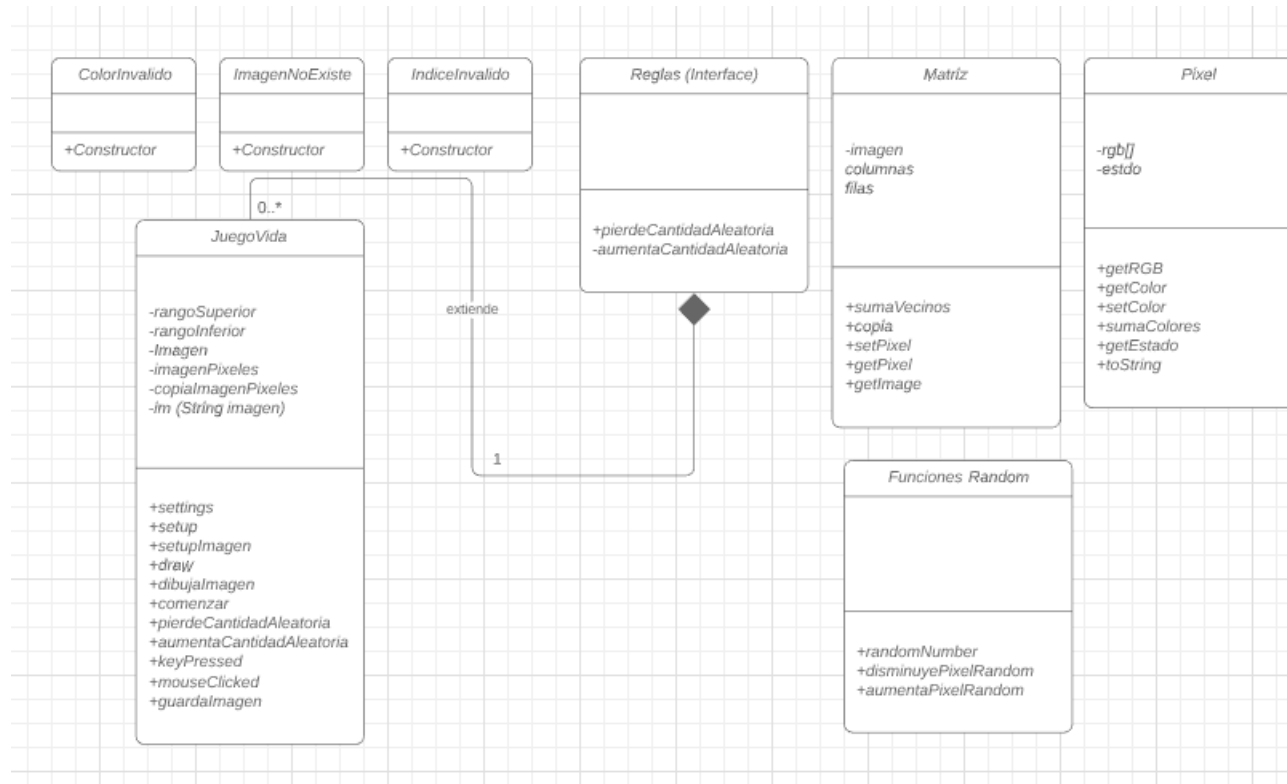 ColorInvalido
+Constructor
ImagenNoExiste
+Constructor
IndiceInvalido
+Constructor
Reglas (Interface)
+pierdeCantidadAleatoria
-aumentaCantidadAleatoria
Matriz
-imagen
columnas
filas
+sumaVecinos
+copia
+setPixel
+getPixel
+getImage
Pixel
-rgb[]
-estdo
+getRGB
+getColor
+setColor
+sumaColores
+getEstado
+toString
0..*
JuegoVida
-rangoSuperior
-rangoInferior
-Imagen
-imagenPixeles
-copiaImagenPixeles
-im (String imagen)
+settings
+setup
+setupImagen
+draw
+dibujaImagen
+comenzar
+pierdeCantidadAleatoria
+aumentaCantidadAleatoria
+keyPressed
+mouseClicked
+guardaImagen
extiende
1
Funciones Random
+randomNumber
+disminuyePixelRandom
+aumentaPixelRandom